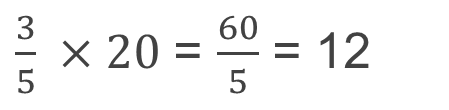 3/5 × 20 = 60/5 = 12